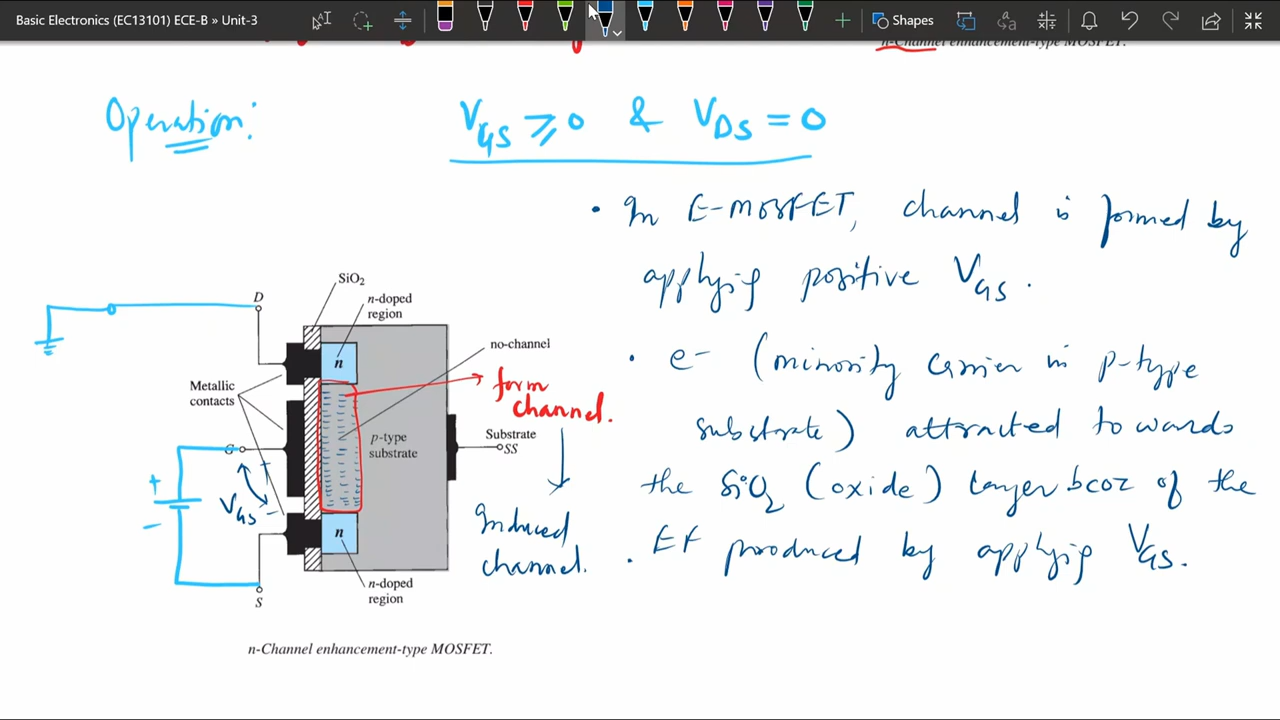 Basic Electronics (EC13101) ECE-B » Unit-3
Shapes
n-Channel enhancement-type MOSFET.
Operation:
VGS ⩾ 0 & VDS = 0
• In E-MOSFET, channel is formed by
applying positive VGS.
• e- (minority carrier in p-type
substrate) attracted towards
the SiO2 (oxide) layer bcoz of the
• EF produced by applying VGS.
SiO2
D
n-doped
region
no-channel
n
Metallic
contacts
form
channel.
p-type
substrate
Substrate
SS
G
+
−
VGS
+
−
Induced
channel.
n
n-doped
region
S
n-Channel enhancement-type MOSFET.